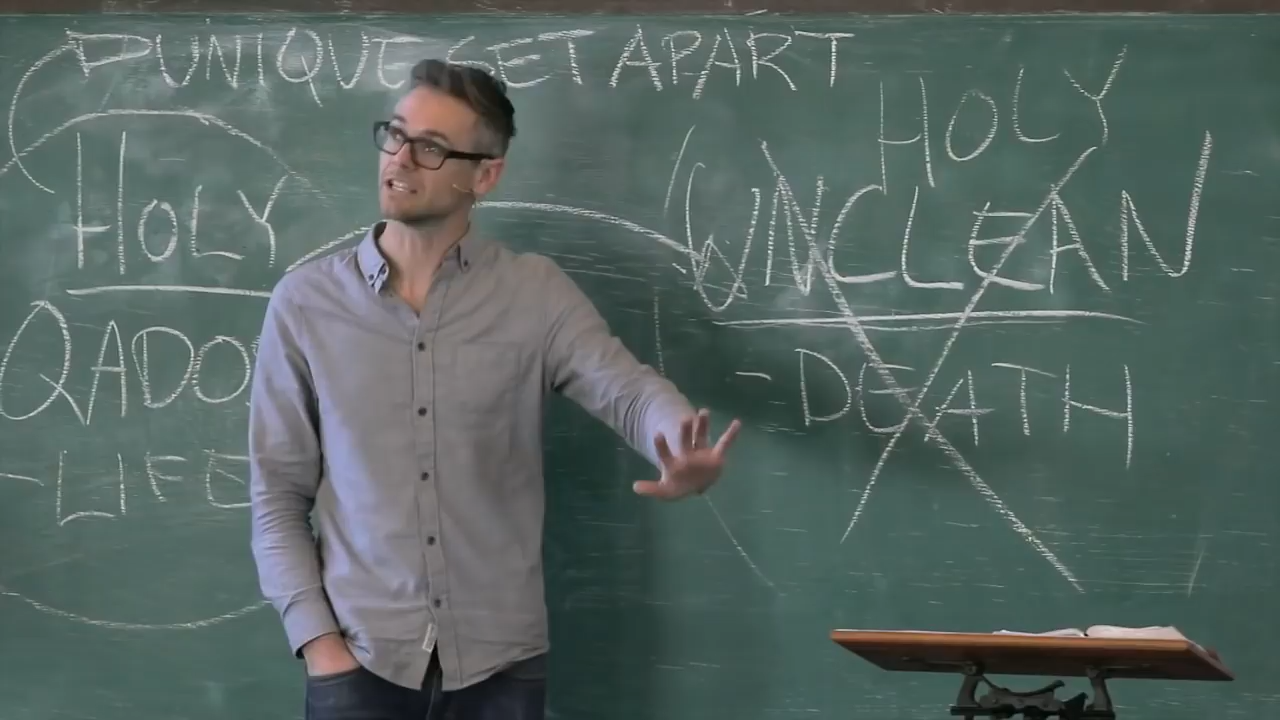 UNIQUE SET APART
HOLY
QADO
- LIFE
HOLY
UNCLEAN
- DEATH